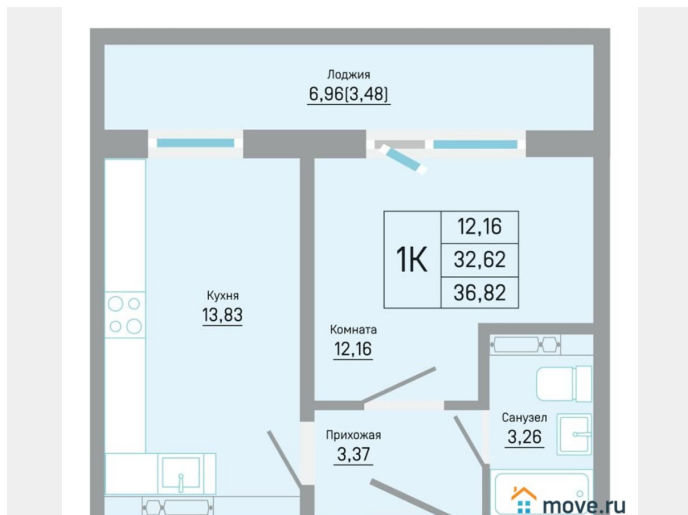 Лоджия
6,96(3,48)
1К
12,16
32,62
36,82
Кухня
13,83
Комната
12,16
Санузел
3,26
Прихожая
3,37
move.ru